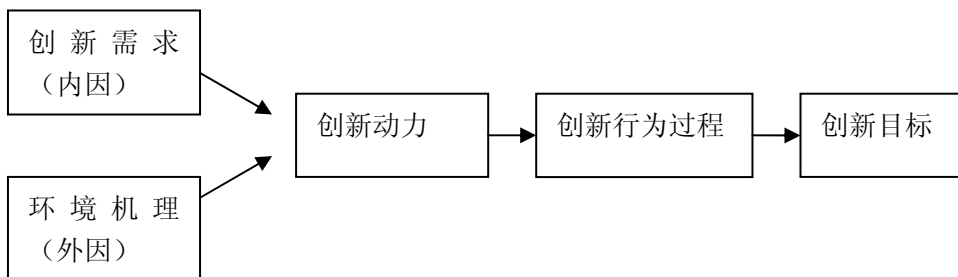 创新需求
（内因）
创新动力
创新行为过程
创新目标
环境机理
（外因）